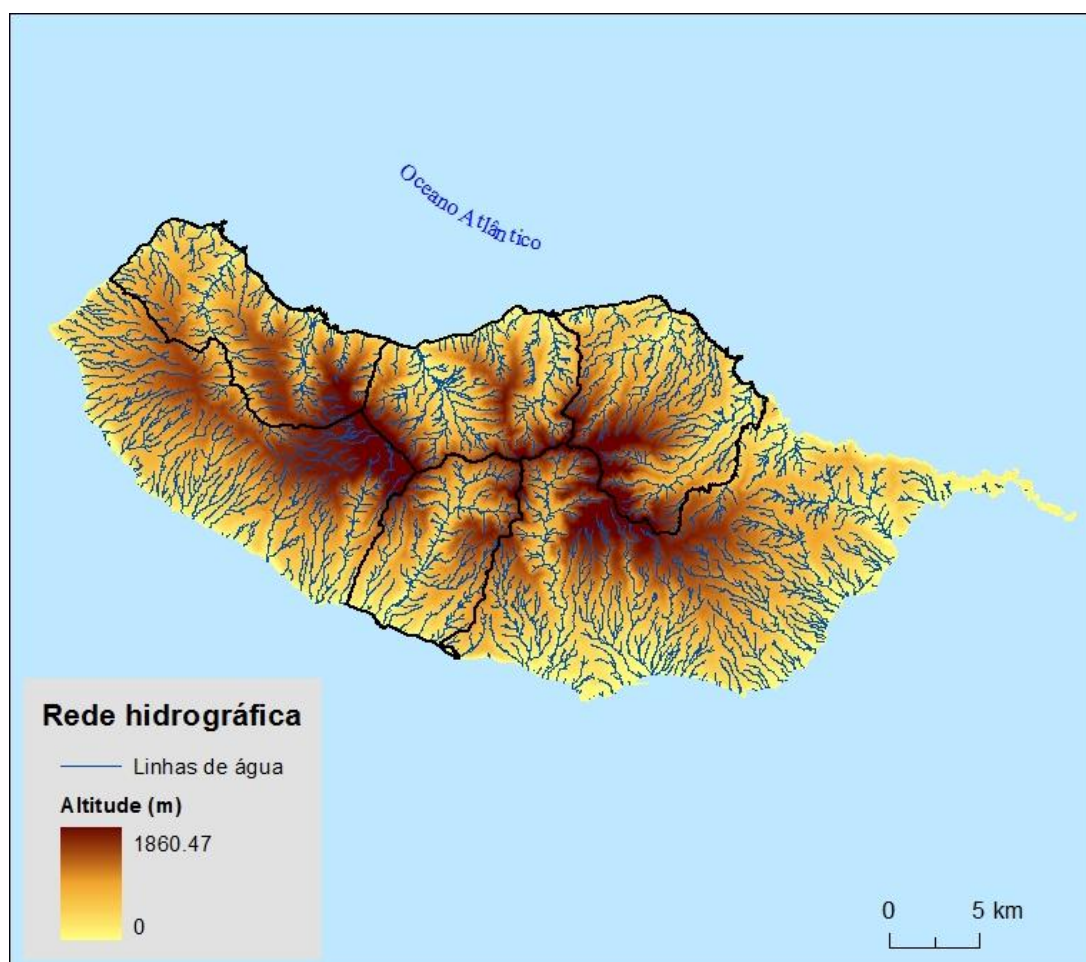 Oceano Atlântico
Rede hidrográfica
Linhas de água
Altitude (m)
1860.47
0
0 5 km